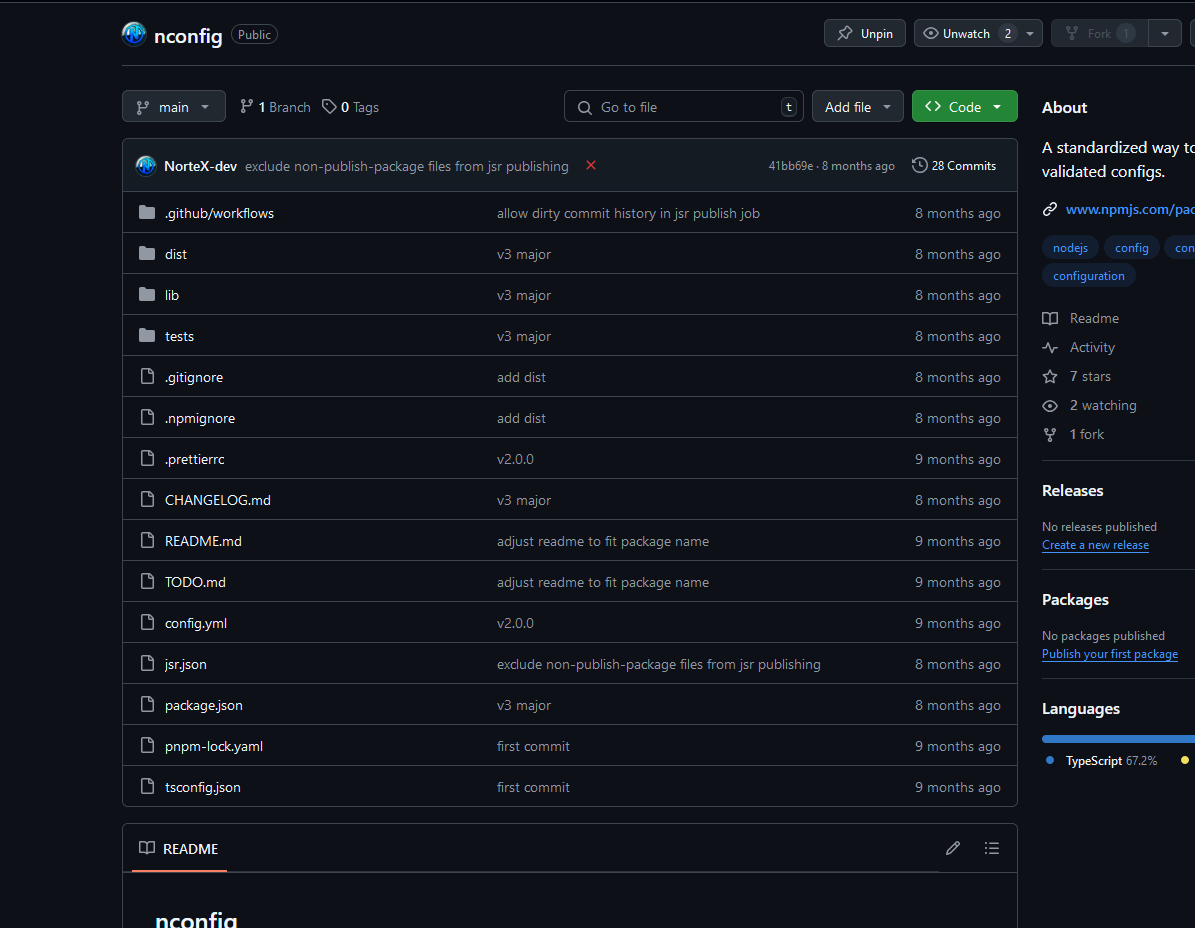 nconfig Public Unpin Unwatch 2 Fork 1
main 1 Branch 0 Tags Go to file t Add file Code
NorteX-dev exclude non-publish-package files from jsr publishing 41bb69e · 8 months ago 28 Commits
.github/workflows allow dirty commit history in jsr publish job 8 months ago
dist v3 major 8 months ago
lib v3 major 8 months ago
tests v3 major 8 months ago
.gitignore add dist 8 months ago
.npmignore add dist 8 months ago
.prettierrc v2.0.0 9 months ago
CHANGELOG.md v3 major 8 months ago
README.md adjust readme to fit package name 9 months ago
TODO.md adjust readme to fit package name 9 months ago
config.yml v2.0.0 9 months ago
jsr.json exclude non-publish-package files from jsr publishing 8 months ago
package.json v3 major 8 months ago
pnpm-lock.yaml first commit 9 months ago
tsconfig.json first commit 9 months ago
README
nconfig
About
A standardized way to
validated configs.
www.npmjs.com/pac
nodejs config con
configuration
Readme
Activity
7 stars
2 watching
1 fork
Releases
No releases published
Create a new release
Packages
No packages published
Publish your first package
Languages
TypeScript 67.2%